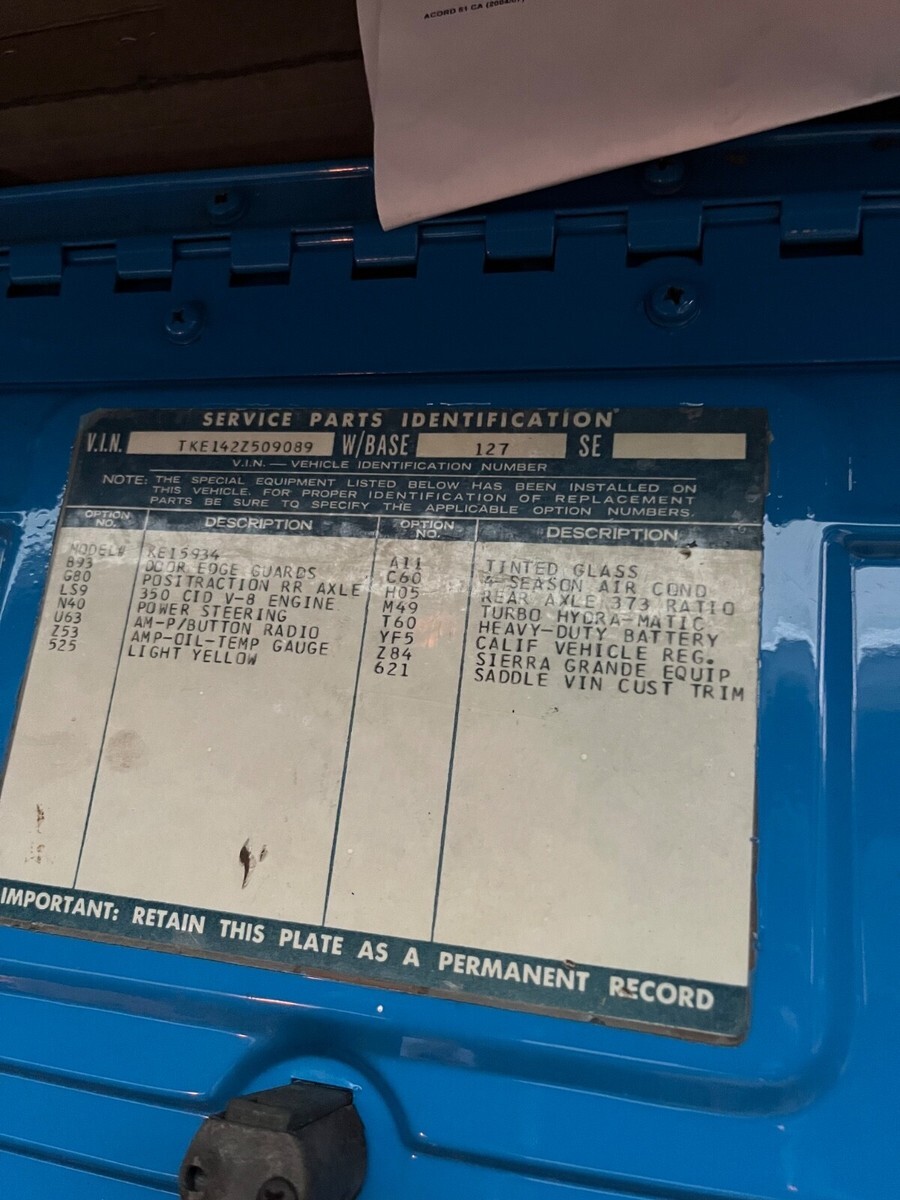 ACORD 61 CA
SERVICE PARTS IDENTIFICATION
V.I.N. TKE142Z509089 W/BASE 127 SE
V.I.N. — VEHICLE IDENTIFICATION NUMBER
NOTE: THE SPECIAL EQUIPMENT LISTED BELOW HAS BEEN INSTALLED ON
THIS VEHICLE. FOR PROPER IDENTIFICATION OF REPLACEMENT
PARTS BE SURE TO SPECIFY THE APPLICABLE OPTION NUMBERS.
OPTION NO. DESCRIPTION OPTION NO. DESCRIPTION
MODEL# KE15934
B93 DOOR EDGE GUARDS
G80 POSITRACTION RR AXLE
LS9 350 CID V-8 ENGINE
N40 POWER STEERING
U63 AM-P/BUTTON RADIO
Z53 AMP-OIL-TEMP GAUGE
525 LIGHT YELLOW
A11 TINTED GLASS
C60 4-SEASON AIR COND
H05 REAR AXLE 373 RATIO
M49 TURBO HYDRA-MATIC
T60 HEAVY-DUTY BATTERY
YF5 CALIF VEHICLE REG.
Z84 SIERRA GRANDE EQUIP
621 SADDLE VIN CUST TRIM
IMPORTANT: RETAIN THIS PLATE AS A PERMANENT RECORD